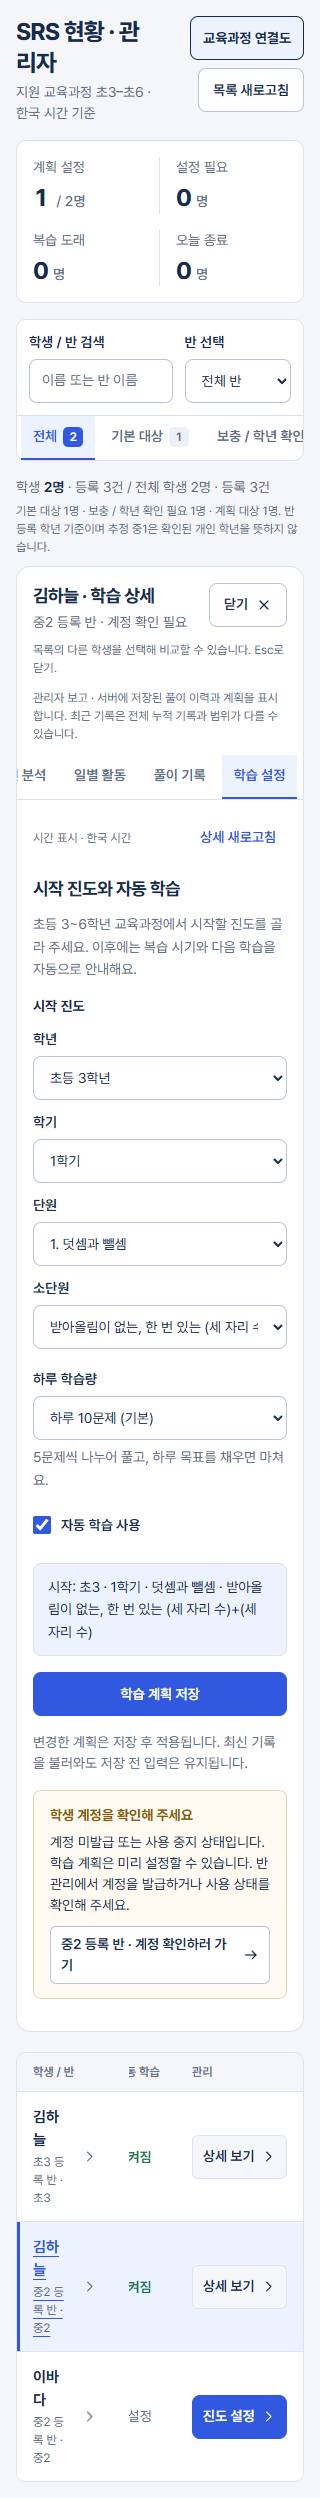 SRS 현황 · 관
리자
교육과정 연결도
지원 교육과정 초3–초6 ·
한국 시간 기준
목록 새로고침
계획 설정
1 / 2명
설정 필요
0 명
복습 도래
0 명
오늘 종료
0 명
학생 / 반 검색
반 선택
이름 또는 반 이름
전체 반
전체 2
기본 대상 1
보충 / 학년 확인
학생 2명 · 등록 3건 / 전체 학생 2명 · 등록 3건
기본 대상 1명 · 보충 / 학년 확인 필요 1명 · 계획 대상 1명. 반
등록 학년 기준이며 추정 중1은 확인된 개인 학년을 뜻하지 않
습니다.
김하늘 · 학습 상세
중2 등록 반 · 계정 확인 필요
닫기 ×
목록의 다른 학생을 선택해 비교할 수 있습니다. Esc로
닫기.
관리자 보고 · 서버에 저장된 풀이 이력과 계획을 표시
합니다. 최근 기록은 전체 누적 기록과 범위가 다를 수
있습니다.
분석
일별 활동
풀이 기록
학습 설정
시간 표시 · 한국 시간
상세 새로고침
시작 진도와 자동 학습
초등 3~6학년 교육과정에서 시작할 진도를 골
라 주세요. 이후에는 복습 시기와 다음 학습을
자동으로 안내해요.
시작 진도
학년
초등 3학년
학기
1학기
단원
1. 덧셈과 뺄셈
소단원
받아올림이 없는, 한 번 있는 (세 자리
하루 학습량
하루 10문제 (기본)
5문제씩 나누어 풀고, 하루 목표를 채우면 마쳐
요.
자동 학습 사용
시작: 초3 · 1학기 · 덧셈과 뺄셈 · 받아올
림이 없는, 한 번 있는 (세 자리 수)+(세
자리 수)
학습 계획 저장
변경한 계획은 저장 후 적용됩니다. 최신 기록
을 불러와도 저장 전 입력은 유지됩니다.
학생 계정을 확인해 주세요
계정 미발급 또는 사용 중지 상태입니다.
학습 계획은 미리 설정할 수 있습니다. 반
관리에서 계정을 발급하거나 사용 상태를
확인해 주세요.
중2 등록 반 · 계정 확인하러 가
기 →
학생 / 반
학습
관리
김하
늘
초3 등
록 반 ·
초3
켜짐
상세 보기
김하
늘
중2 등
록 반 ·
중2
켜짐
상세 보기
이바
다
중2 등
록 반 ·
중2
설정
진도 설정